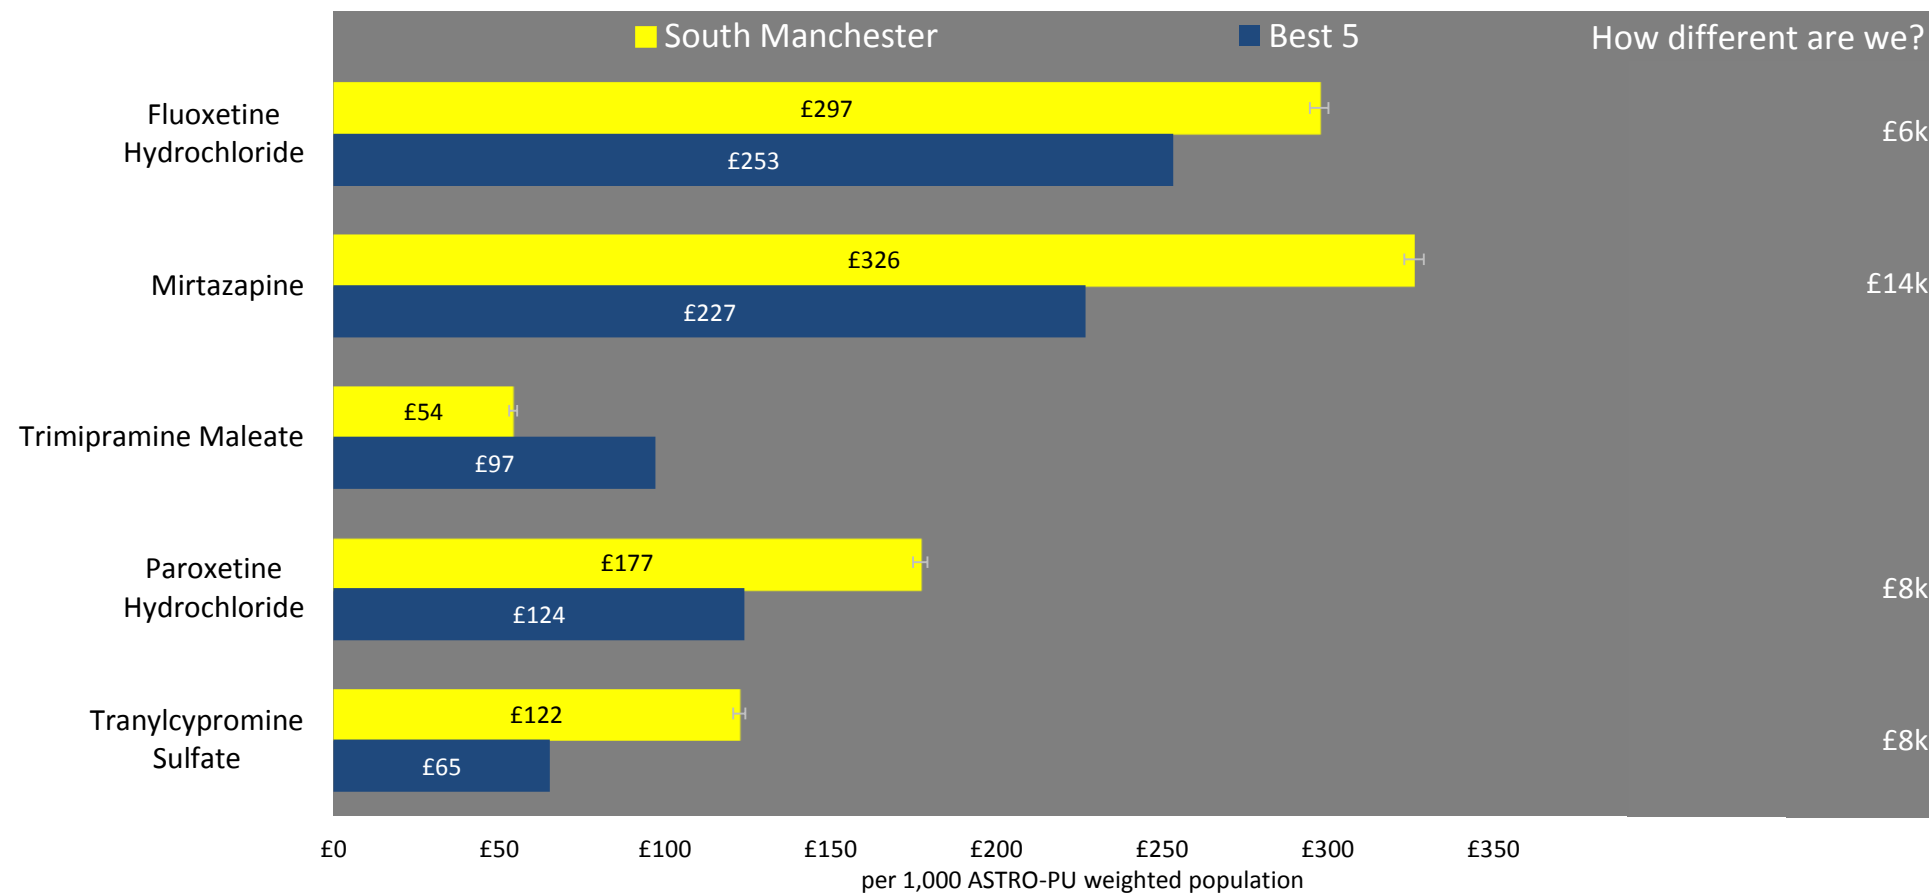 South Manchester Best 5 How different are we?
Fluoxetine
Hydrochloride
£297
£253
£6k
Mirtazapine
£326
£227
£14k
Trimipramine Maleate
£54
£97
Paroxetine
Hydrochloride
£177
£124
£8k
Tranylcypromine
Sulfate
£122
£65
£8k
£0 £50 £100 £150 £200 £250 £300 £350
per 1,000 ASTRO-PU weighted population